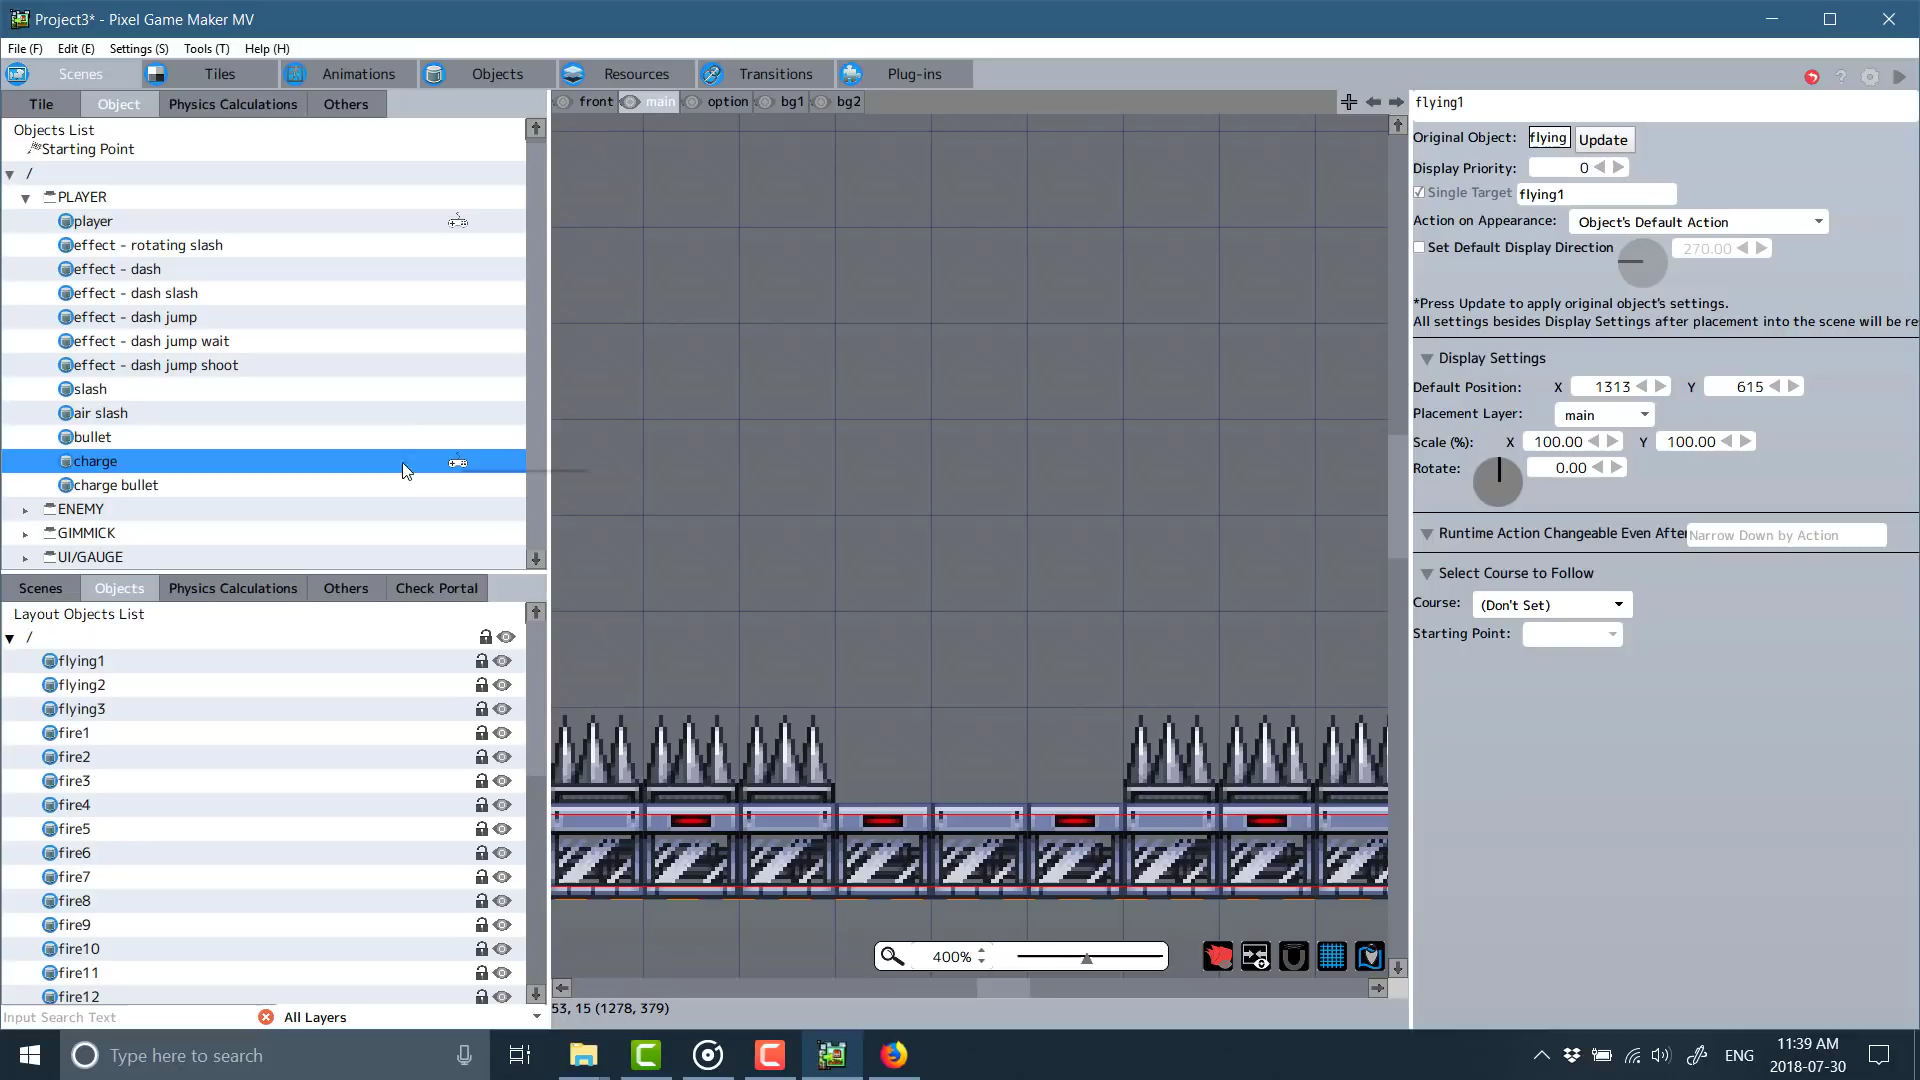 Project3* - Pixel Game Maker MV
File (F) Edit (E) Settings (S) Tools (T) Help (H)
Scenes Tiles Animations Objects Resources Transitions Plug-ins
Tile Object Physics Calculations Others
front main option bg1 bg2
flying1
Objects List
Starting Point
/
PLAYER
player
effect - rotating slash
effect - dash
effect - dash slash
effect - dash jump
effect - dash jump wait
effect - dash jump shoot
slash
air slash
bullet
charge
charge bullet
ENEMY
GIMMICK
UI/GAUGE
Scenes Objects Physics Calculations Others Check Portal
Layout Objects List
/
flying1
flying2
flying3
fire1
fire2
fire3
fire4
fire5
fire6
fire7
fire8
fire9
fire10
fire11
fire12
Input Search Text All Layers
400%
53, 15 (1278, 379)
Original Object: flying Update
Display Priority: 0
Single Target flying1
Action on Appearance: Object's Default Action
Set Default Display Direction 270.00
*Press Update to apply original object's settings.
All settings besides Display Settings after placement into the scene will be re
Display Settings
Default Position: X 1313 Y 615
Placement Layer: main
Scale (%): X 100.00 Y 100.00
Rotate: 0.00
Runtime Action Changeable Even After Narrow Down by Action
Select Course to Follow
Course: (Don't Set)
Starting Point:
Type here to search
ENG
11:39 AM
2018-07-30